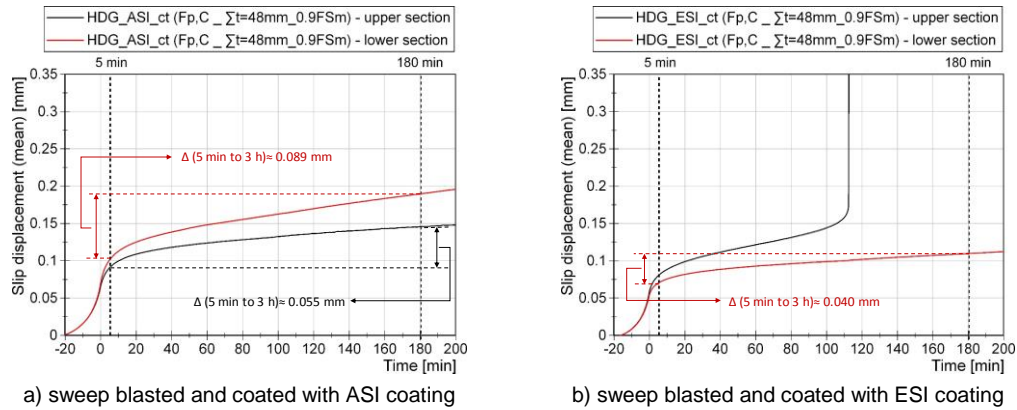 HDG_ASI_ct (Fp,C _ ∑t=48mm_0.9FSm) - upper section
HDG_ASI_ct (Fp,C _ ∑t=48mm_0.9FSm) - lower section
5 min
180 min
0.35
0.3
0.25
0.2
0.15
0.1
0.05
0
Slip displacement (mean) [mm]
Δ (5 min to 3 h)≈ 0.089 mm
Δ (5 min to 3 h)≈ 0.055 mm
-20 0 20 40 60 80 100 120 140 160 180 200
Time [min]
a) sweep blasted and coated with ASI coating
HDG_ESI_ct (Fp,C _ ∑t=48mm_0.9FSm) - upper section
HDG_ESI_ct (Fp,C _ ∑t=48mm_0.9FSm) - lower section
5 min
180 min
0.35
0.3
0.25
0.2
0.15
0.1
0.05
0
Slip displacement (mean) [mm]
Δ (5 min to 3 h)≈ 0.040 mm
-20 0 20 40 60 80 100 120 140 160 180 200
Time [min]
b) sweep blasted and coated with ESI coating